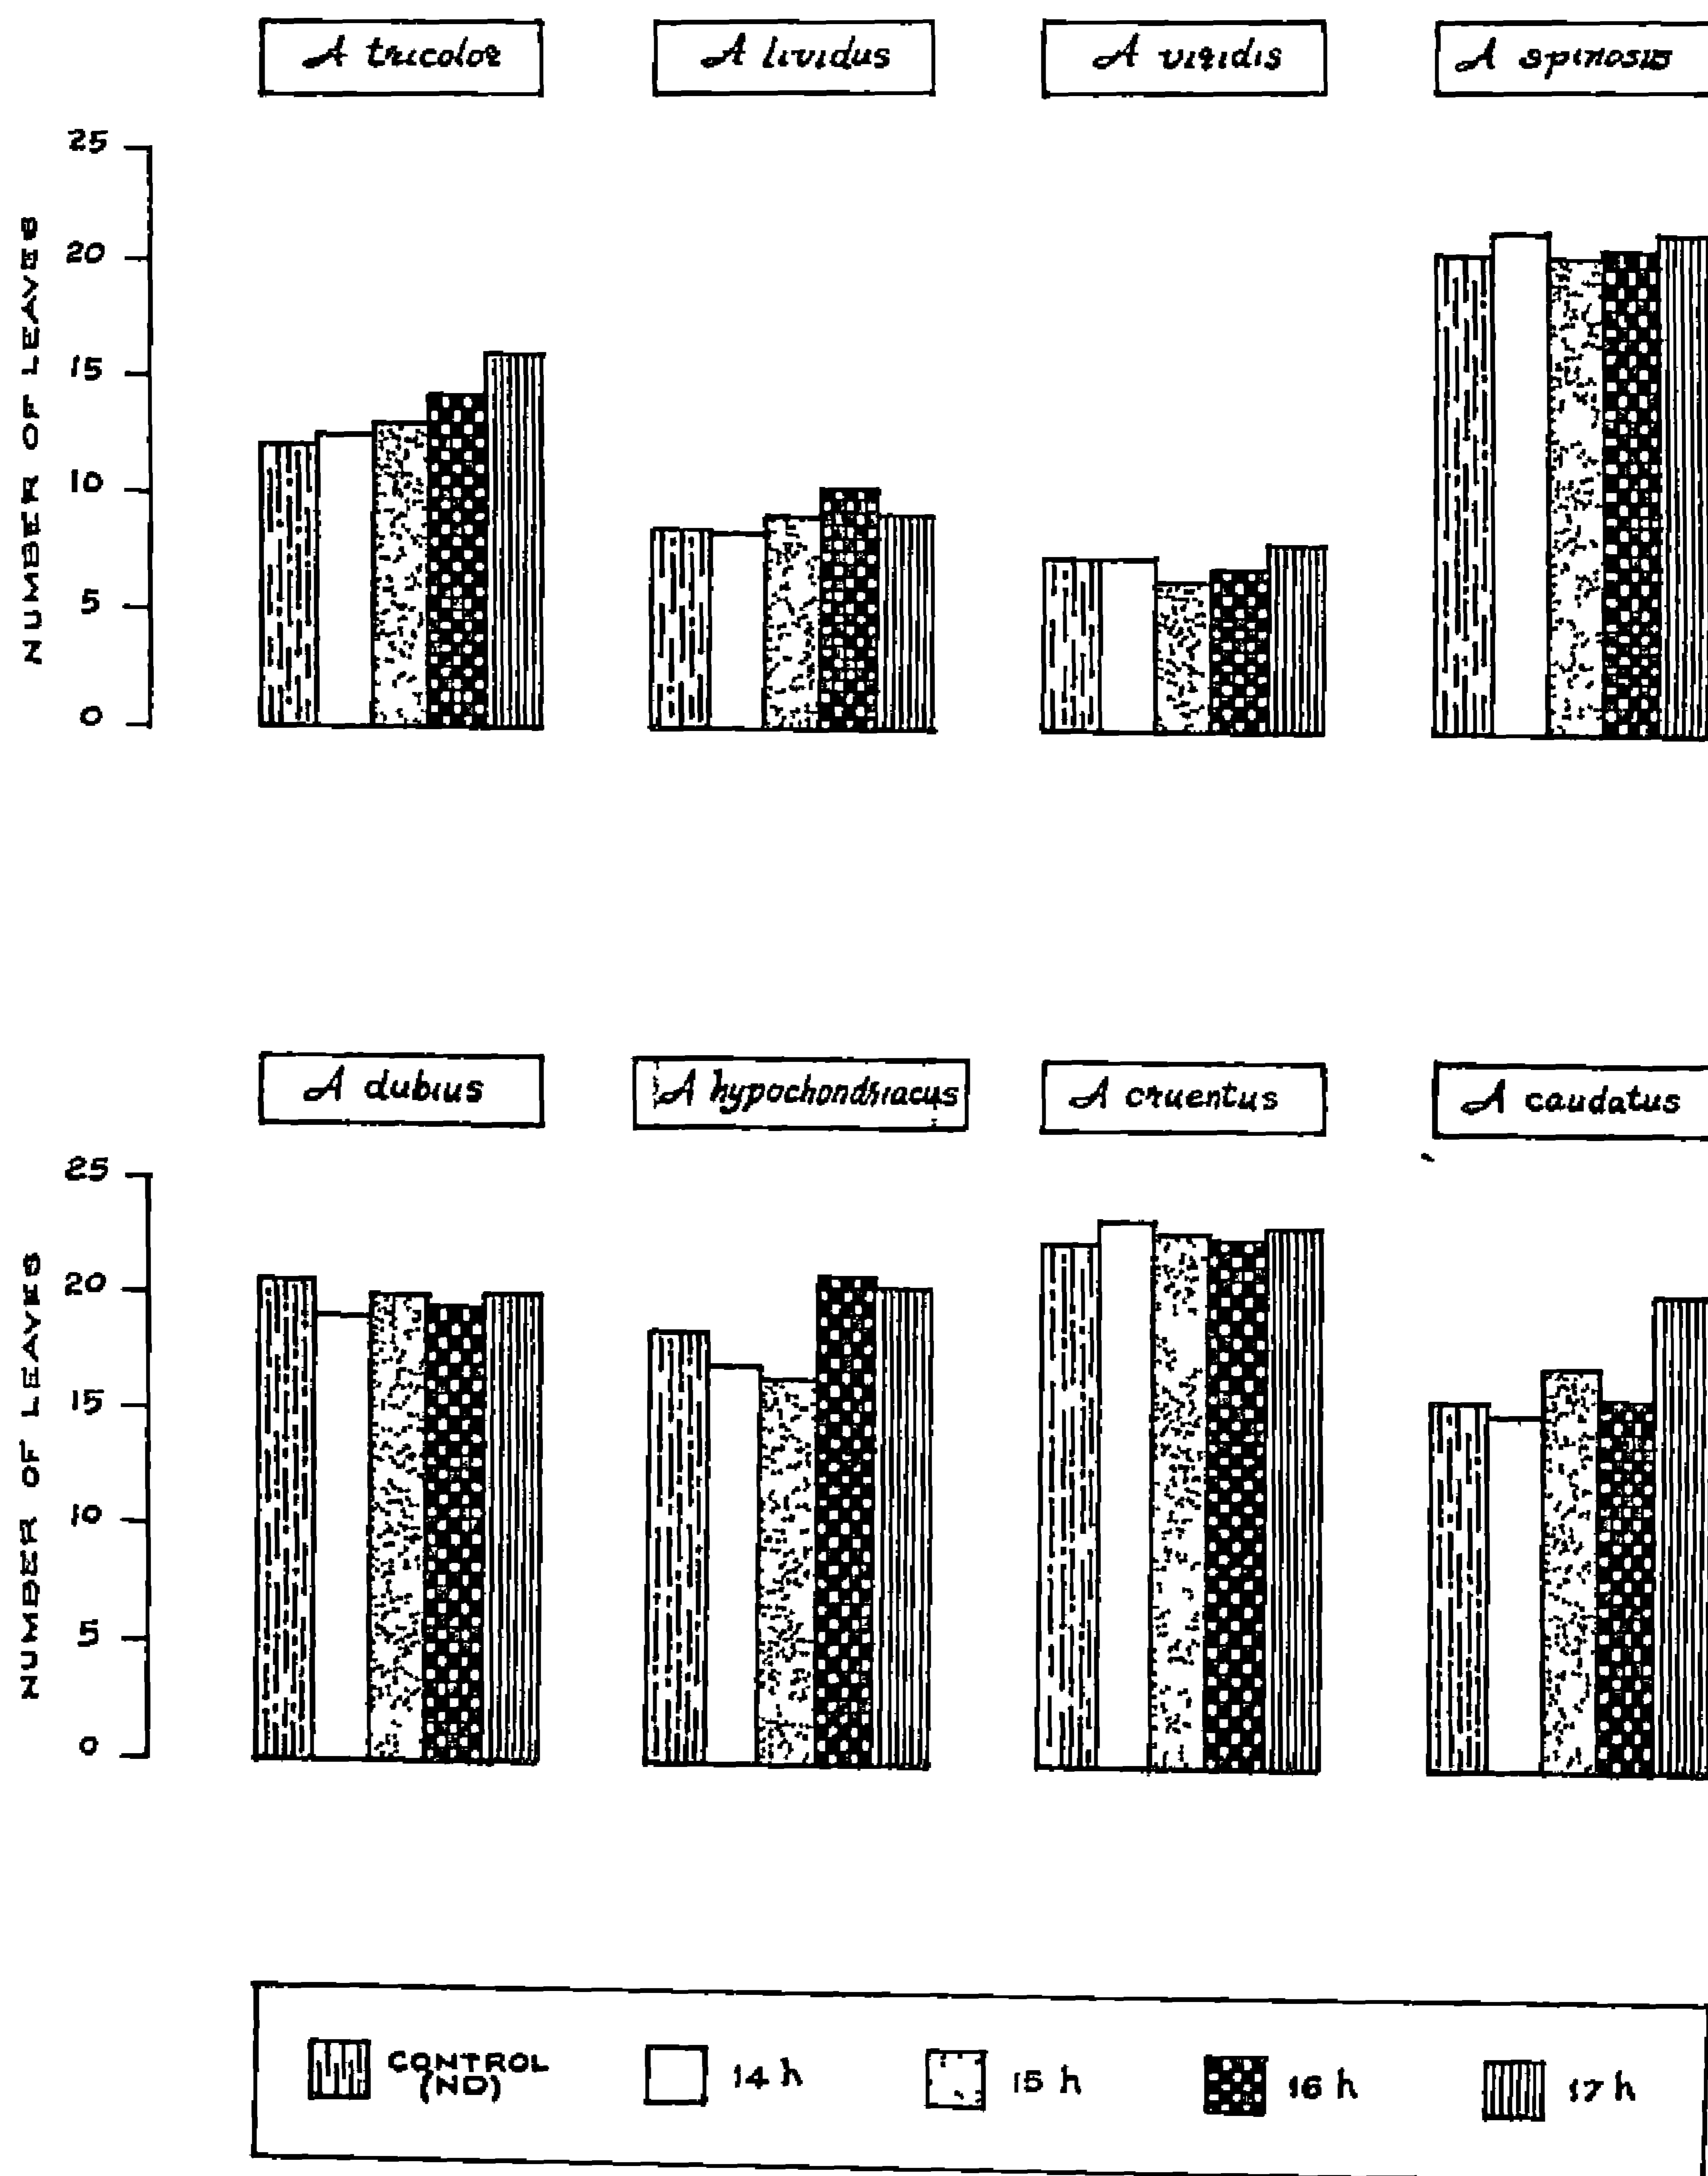 A tricolor
A lividus
A viridis
A spinosus
25
20
15
10
5
0
NUMBER OF LEAVES
A dubius
A hypochondriacus
A cruentus
A caudatus
25
20
15
10
5
0
NUMBER OF LEAVES
CONTROL
(ND)
14 h
15 h
16 h
17 h